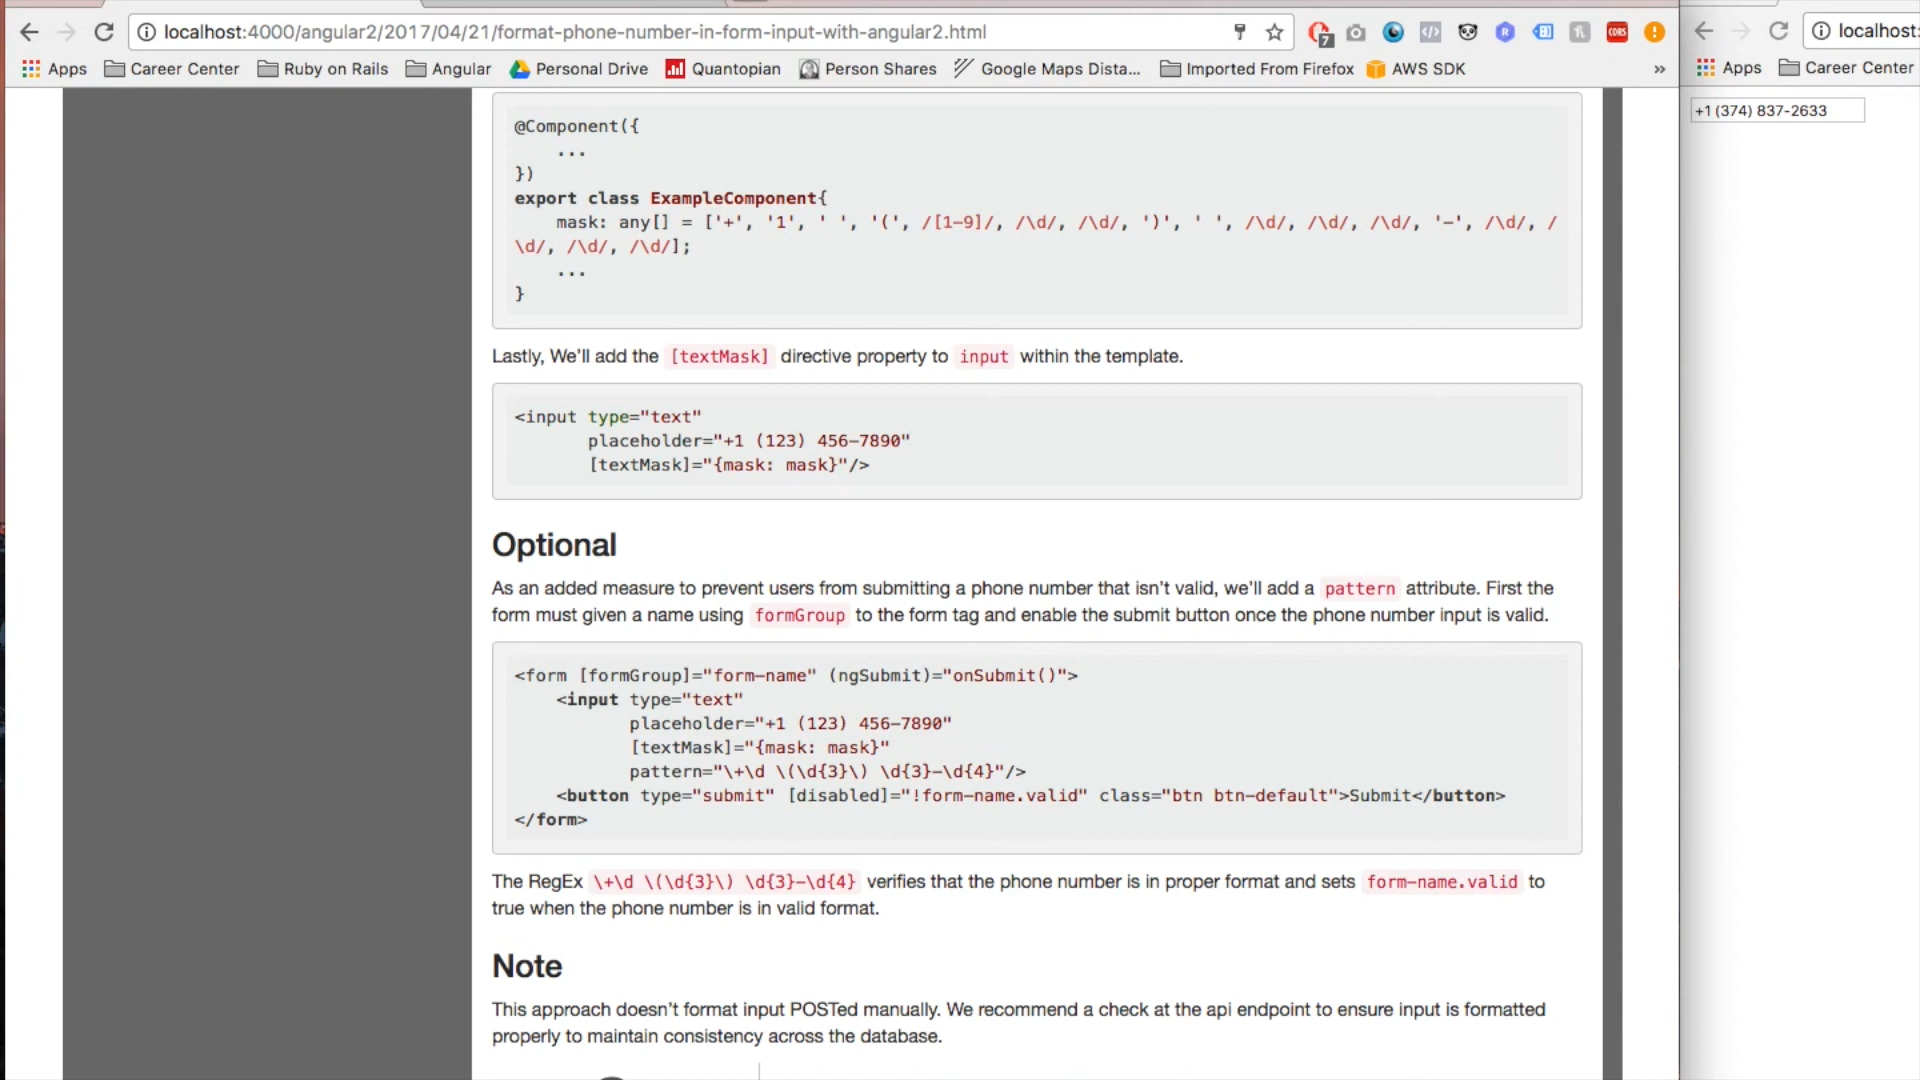 localhost:4000/angular2/2017/04/21/format-phone-number-in-form-input-with-angular2.html
7
CORS
Apps Career Center Ruby on Rails Angular Personal Drive Quantopian Person Shares Google Maps Dista... Imported From Firefox AWS SDK »
@Component({
...
})
export class ExampleComponent{
mask: any[] = ['+', '1', ' ', '(', /[1-9]/, /\d/, /\d/, ')', ' ', /\d/, /\d/, /\d/, '-', /\d/, /
\d/, /\d/, /\d/];
...
}
Lastly, We'll add the [textMask] directive property to input within the template.
<input type="text"
placeholder="+1 (123) 456-7890"
[textMask]="{mask: mask}"/>
Optional
As an added measure to prevent users from submitting a phone number that isn't valid, we'll add a pattern attribute. First the
form must given a name using formGroup to the form tag and enable the submit button once the phone number input is valid.
<form [formGroup]="form-name" (ngSubmit)="onSubmit()">
<input type="text"
placeholder="+1 (123) 456-7890"
[textMask]="{mask: mask}"
pattern="\+\d \(\d{3}\) \d{3}-\d{4}"/>
<button type="submit" [disabled]="!form-name.valid" class="btn btn-default">Submit</button>
</form>
The RegEx \+\d \(\d{3}\) \d{3}-\d{4} verifies that the phone number is in proper format and sets form-name.valid to
true when the phone number is in valid format.
Note
This approach doesn't format input POSTed manually. We recommend a check at the api endpoint to ensure input is formatted
properly to maintain consistency across the database.
localhost:
Apps Career Center
+1 (374) 837-2633